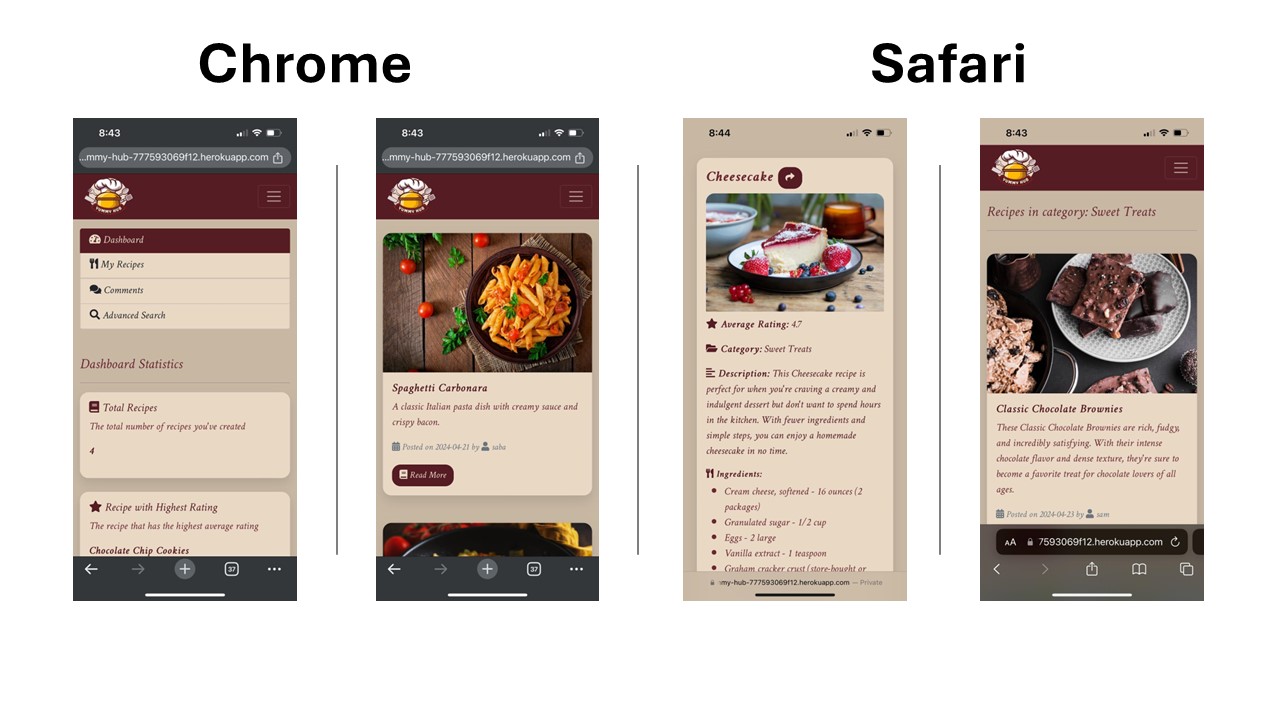 Chrome
Safari
8:43
...mmy-hub-777593069f12.herokuapp.com
YUMMY HUB
Dashboard
My Recipes
Comments
Advanced Search
Dashboard Statistics
Total Recipes
The total number of recipes you've created
4
Recipe with Highest Rating
The recipe that has the highest average rating
Chocolate Chip Cookies
37
8:43
...mmy-hub-777593069f12.herokuapp.com
YUMMY HUB
Spaghetti Carbonara
A classic Italian pasta dish with creamy sauce and
crispy bacon.
Posted on 2024-04-21 by saba
Read More
37
8:44
Cheesecake
Average Rating: 4.7
Category: Sweet Treats
Description: This Cheesecake recipe is
perfect for when you're craving a creamy and
indulgent dessert but don't want to spend hours
in the kitchen. With fewer ingredients and
simple steps, you can enjoy a homemade
cheesecake in no time.
Ingredients:
Cream cheese, softened - 16 ounces (2
packages)
Granulated sugar - 1/2 cup
Eggs - 2 large
Vanilla extract - 1 teaspoon
Graham cracker crust (store-bought or
my-hub-777593069f12.herokuapp.com — Private
8:43
YUMMY HUB
Recipes in category: Sweet Treats
Classic Chocolate Brownies
These Classic Chocolate Brownies are rich, fudgy,
and incredibly satisfying. With their intense
chocolate flavor and dense texture, they're sure to
become a favorite treat for chocolate lovers of all
ages.
Posted on 2024-04-23 by sam
AA 7593069f12.herokuapp.com